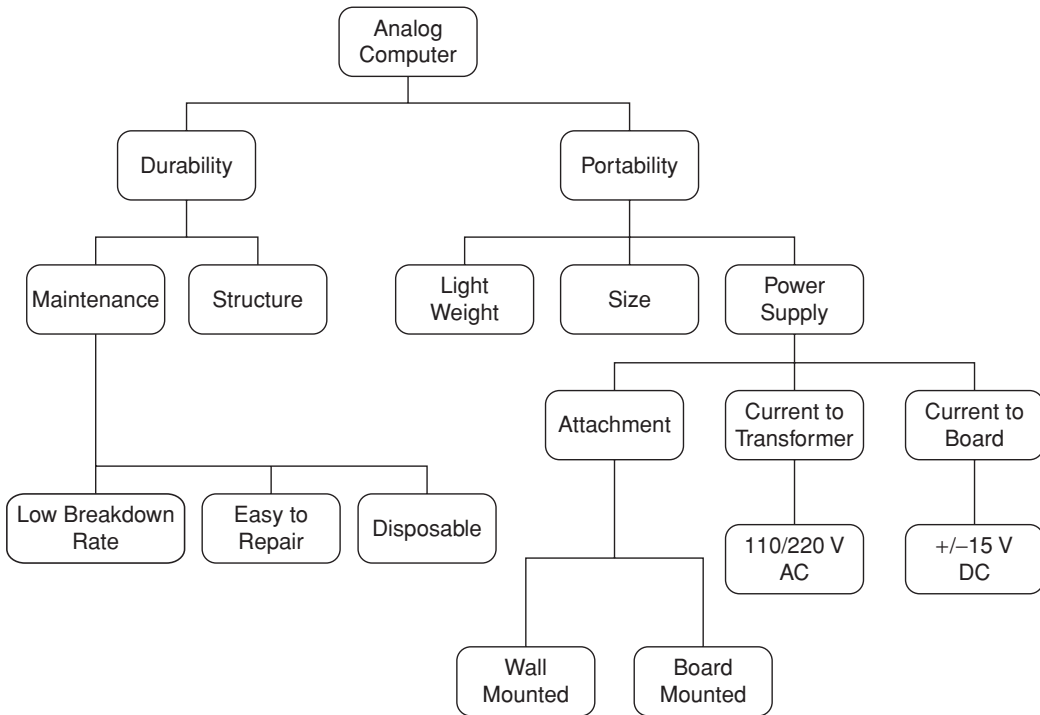 Analog
Computer
Durability
Portability
Maintenance
Structure
Light
Weight
Size
Power
Supply
Attachment
Current to
Transformer
Current to
Board
Low Breakdown
Rate
Easy to
Repair
Disposable
110/220 V
AC
+/−15 V
DC
Wall
Mounted
Board
Mounted